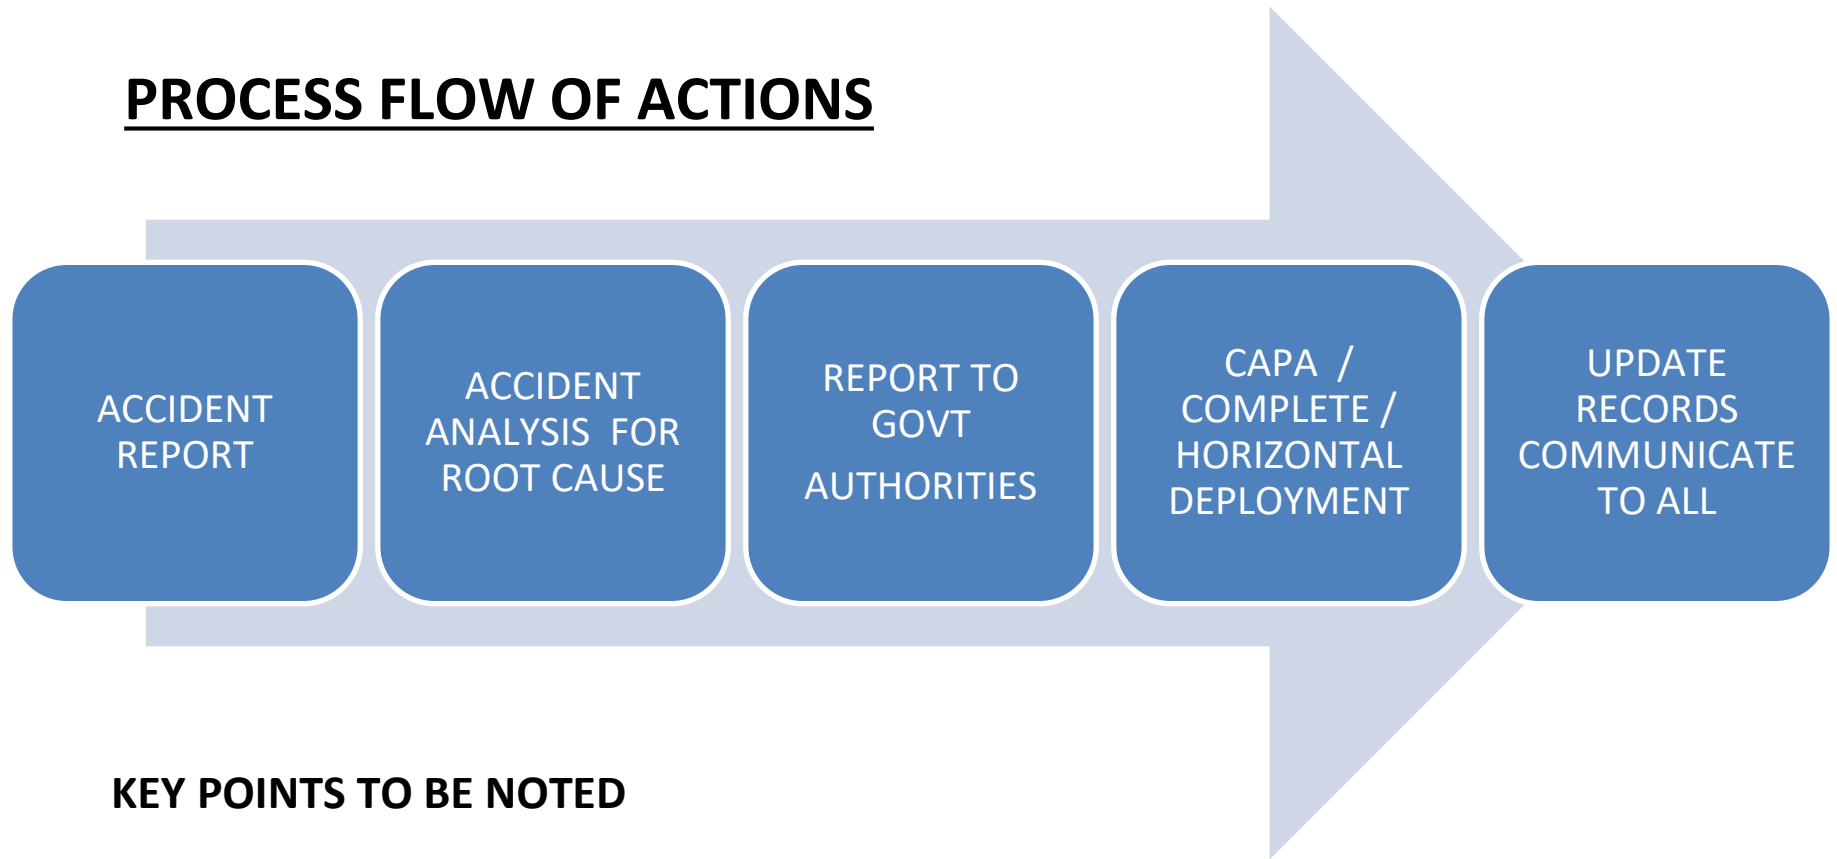 PROCESS FLOW OF ACTIONS
ACCIDENT
REPORT
ACCIDENT
ANALYSIS FOR
ROOT CAUSE
REPORT TO
GOVT
AUTHORITIES
CAPA /
COMPLETE /
HORIZONTAL
DEPLOYMENT
UPDATE
RECORDS
COMMUNICATE
TO ALL
KEY POINTS TO BE NOTED